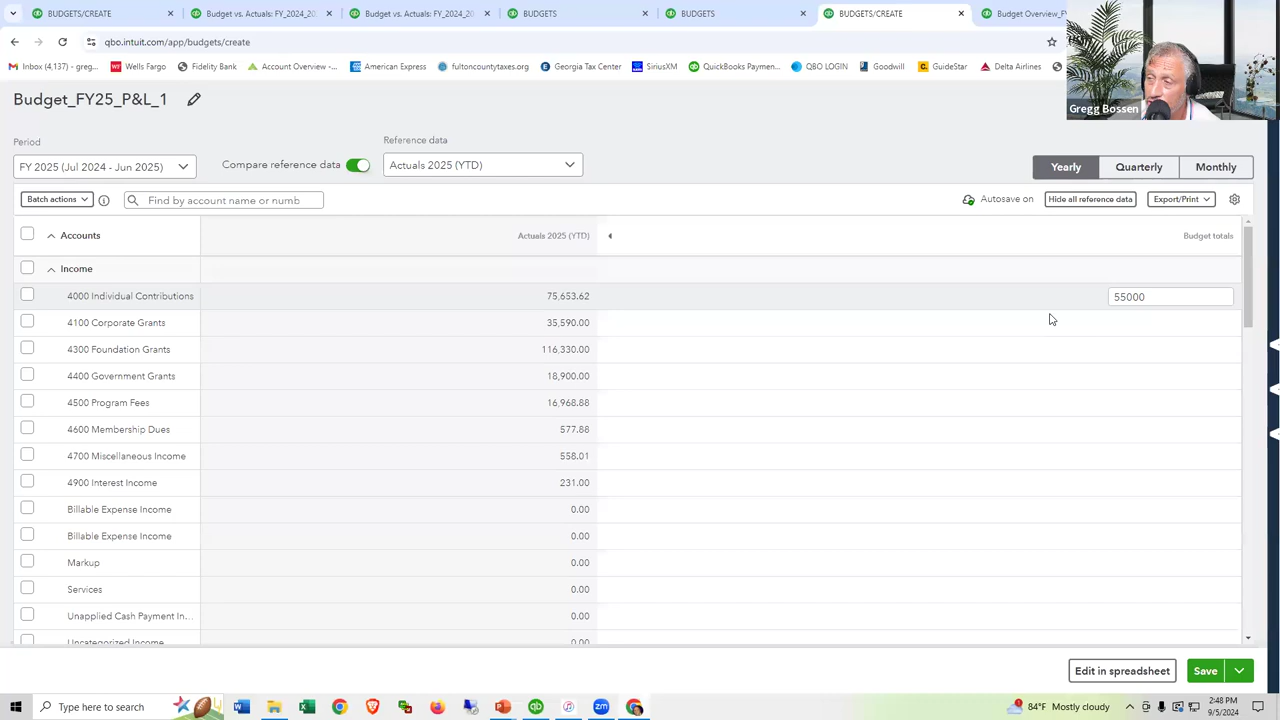 BUDGETS/CREATE
Budget vs. Actuals: FY_2024_20
Budget vs. Actuals: FY_2024_20
BUDGETS
BUDGETS
BUDGETS/CREATE
Budget Overview_F
qbo.intuit.com/app/budgets/create
Inbox (4,137) - greg... Wells Fargo Fidelity Bank Account Overview -... American Express fultoncountytaxes.org Georgia Tax Center SiriusXM QuickBooks Paymen... QBO LOGIN Goodwill GuideStar Delta Airlines
Gregg Bossen
Budget_FY25_P&L_1
Period
Reference data
FY 2025 (Jul 2024 - Jun 2025) Compare reference data Actuals 2025 (YTD) Yearly Quarterly Monthly
Batch actions Find by account name or numb Autosave on Hide all reference data Export/Print
Accounts Actuals 2025 (YTD) Budget totals
Income
4000 Individual Contributions 75,653.62 55000
4100 Corporate Grants 35,590.00
4300 Foundation Grants 116,330.00
4400 Government Grants 18,900.00
4500 Program Fees 16,968.88
4600 Membership Dues 577.88
4700 Miscellaneous Income 558.01
4900 Interest Income 231.00
Billable Expense Income 0.00
Billable Expense Income 0.00
Markup 0.00
Services 0.00
Unapplied Cash Payment In... 0.00
Uncategorized Income 0.00
Edit in spreadsheet Save
Type here to search 84°F Mostly cloudy 2:48 PM
9/5/2024